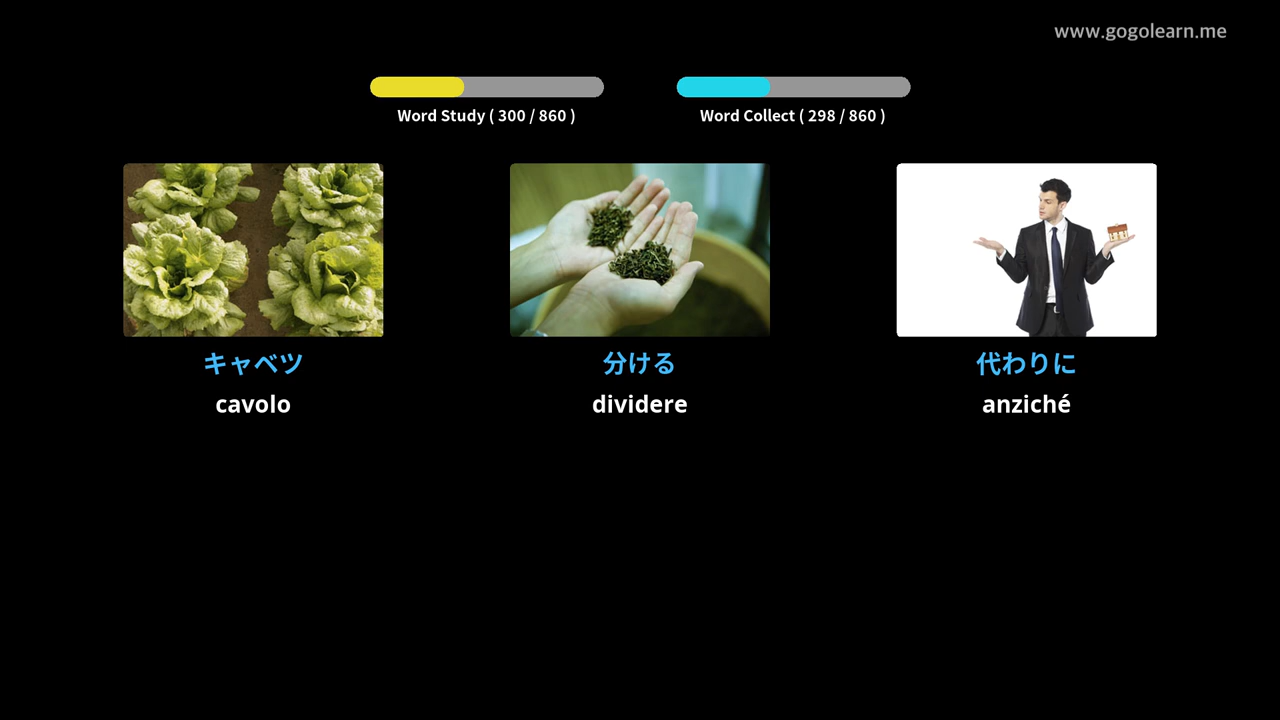 www.gogolearn.me
Word Study ( 300 / 860 )
Word Collect ( 298 / 860 )
キャベツ
cavolo
分ける
dividere
代わりに
anziché